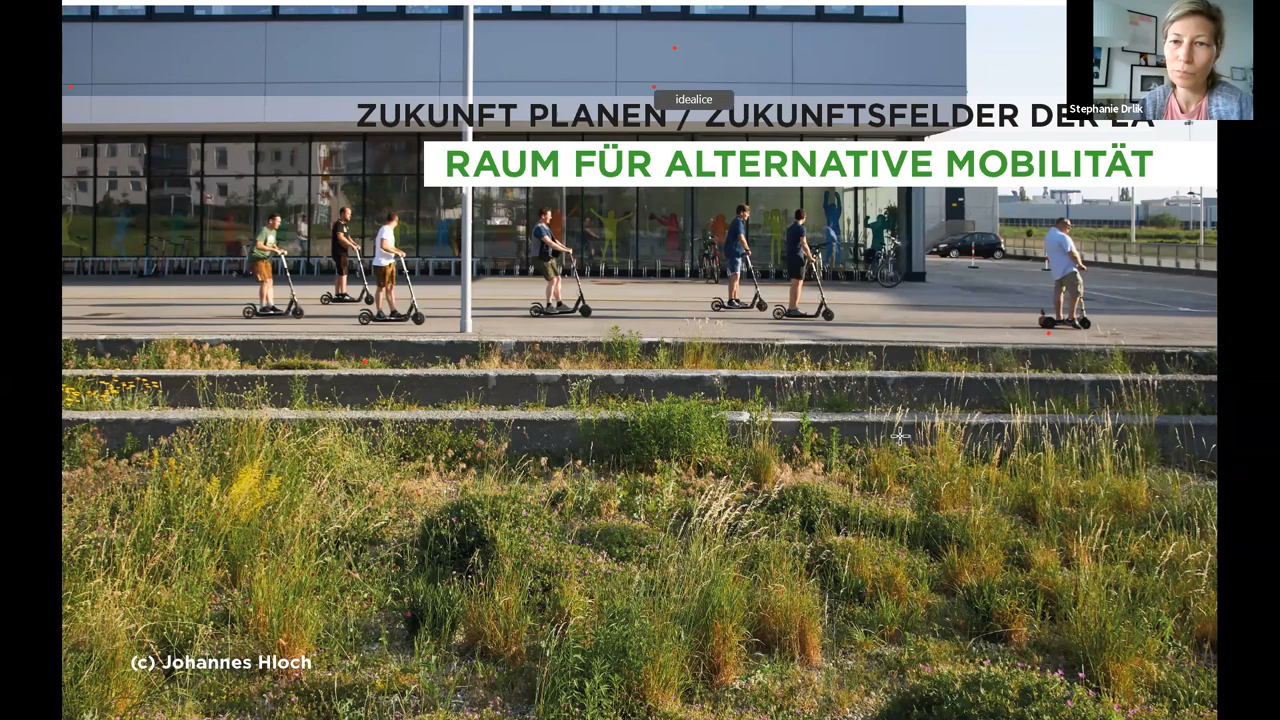 idealice
Stephanie Drlik
ZUKUNFT PLANEN / ZUKUNFTSFELDER DER LA
RAUM FÜR ALTERNATIVE MOBILITÄT
(c) Johannes Hloch